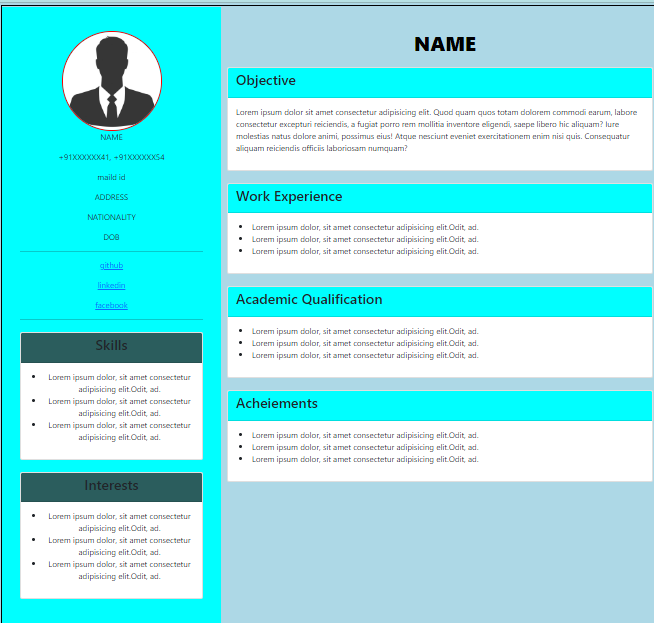 NAME
+91XXXXXX41, +91XXXXXX54
maild id
ADDRESS
NATIONALITY
DOB
github
linkedin
facebook
Skills
Lorem ipsum dolor, sit amet consectetur
adipisicing elit.Odit, ad.
Lorem ipsum dolor, sit amet consectetur
adipisicing elit.Odit, ad.
Lorem ipsum dolor, sit amet consectetur
adipisicing elit.Odit, ad.
Interests
Lorem ipsum dolor, sit amet consectetur
adipisicing elit.Odit, ad.
Lorem ipsum dolor, sit amet consectetur
adipisicing elit.Odit, ad.
Lorem ipsum dolor, sit amet consectetur
adipisicing elit.Odit, ad.
NAME
Objective
Lorem ipsum dolor sit amet consectetur adipisicing elit. Quod quam quos totam dolorem commodi earum, labore
consectetur excepturi reiciendis, a fugiat porro rem mollitia inventore eligendi, saepe libero hic aliquam? Iure
molestias natus dolore animi, possimus eius! Atque nesciunt eveniet exercitationem enim nisi quis. Consequatur
aliquam reiciendis officiis laboriosam numquam?
Work Experience
Lorem ipsum dolor, sit amet consectetur adipisicing elit.Odit, ad.
Lorem ipsum dolor, sit amet consectetur adipisicing elit.Odit, ad.
Lorem ipsum dolor, sit amet consectetur adipisicing elit.Odit, ad.
Academic Qualification
Lorem ipsum dolor, sit amet consectetur adipisicing elit.Odit, ad.
Lorem ipsum dolor, sit amet consectetur adipisicing elit.Odit, ad.
Lorem ipsum dolor, sit amet consectetur adipisicing elit.Odit, ad.
Acheiements
Lorem ipsum dolor, sit amet consectetur adipisicing elit.Odit, ad.
Lorem ipsum dolor, sit amet consectetur adipisicing elit.Odit, ad.
Lorem ipsum dolor, sit amet consectetur adipisicing elit.Odit, ad.